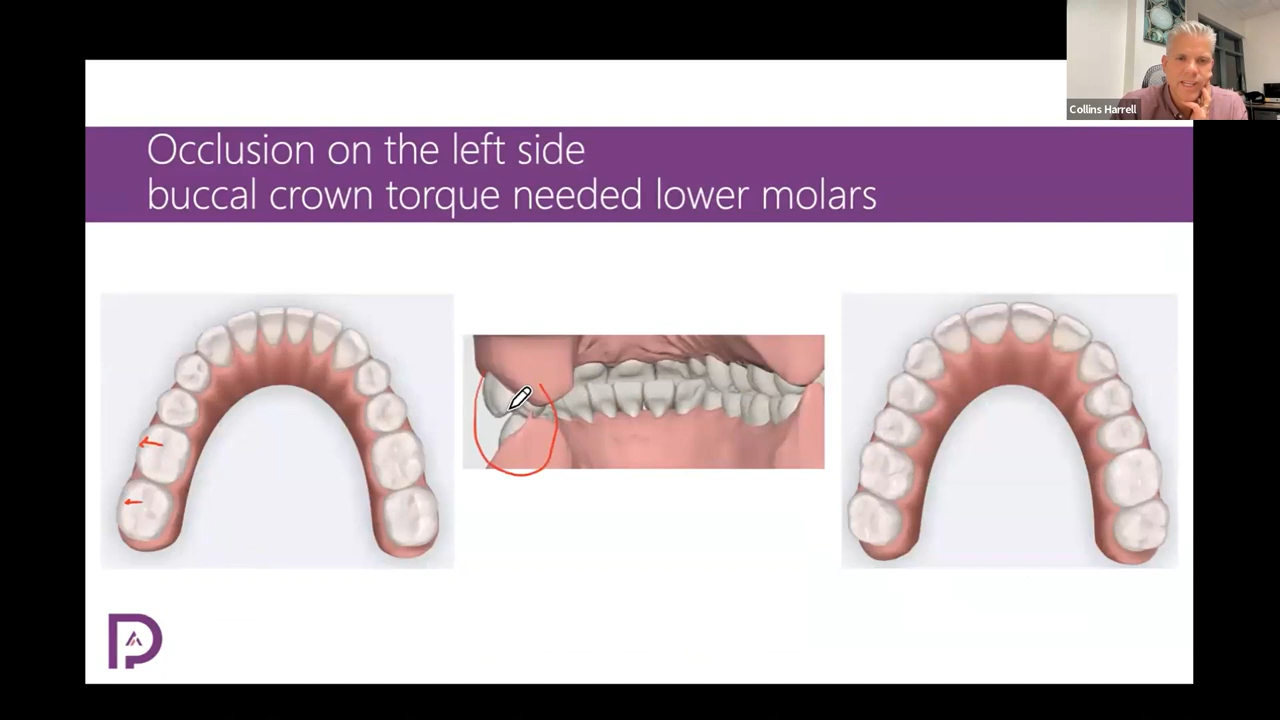 Collins Harrell
Occlusion on the left side
buccal crown torque needed lower molars